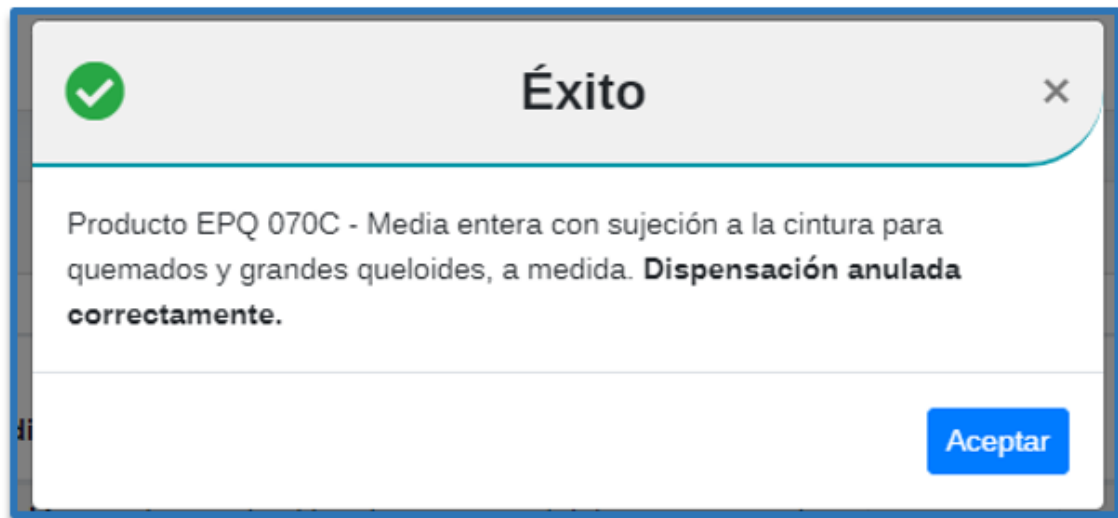 Éxito
Producto EPQ 070C - Media entera con sujeción a la cintura para
quemados y grandes queloides, a medida. Dispensación anulada
correctamente.
di
Aceptar